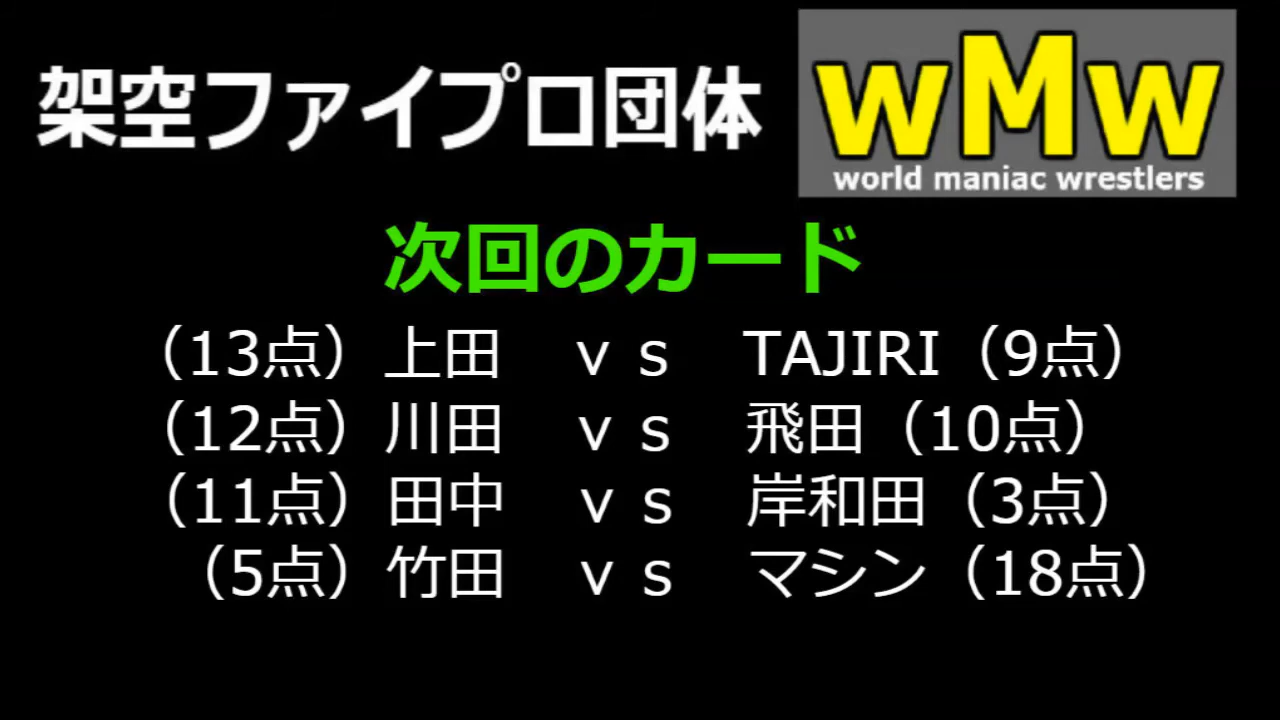 架空ファイプロ団体
wMw
world maniac wrestlers
次回のカード
（13点）上田　ｖｓ　TAJIRI（9点）
（12点）川田　ｖｓ　飛田（10点）
（11点）田中　ｖｓ　岸和田（3点）
（5点）竹田　ｖｓ　マシン（18点）